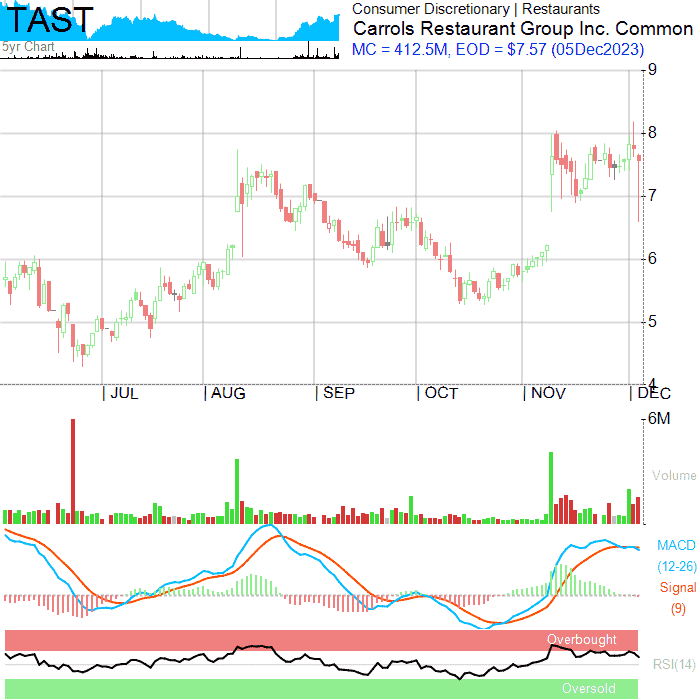 TAST
5yr Chart
Consumer Discretionary | Restaurants
Carrols Restaurant Group Inc. Common
MC = 412.5M, EOD = $7.57 (05Dec2023)
9
8
7
6
5
4
| JUL | AUG | SEP | OCT | NOV | DEC
6M
Volume
MACD
(12-26)
Signal
(9)
Overbought
RSI(14)
Oversold